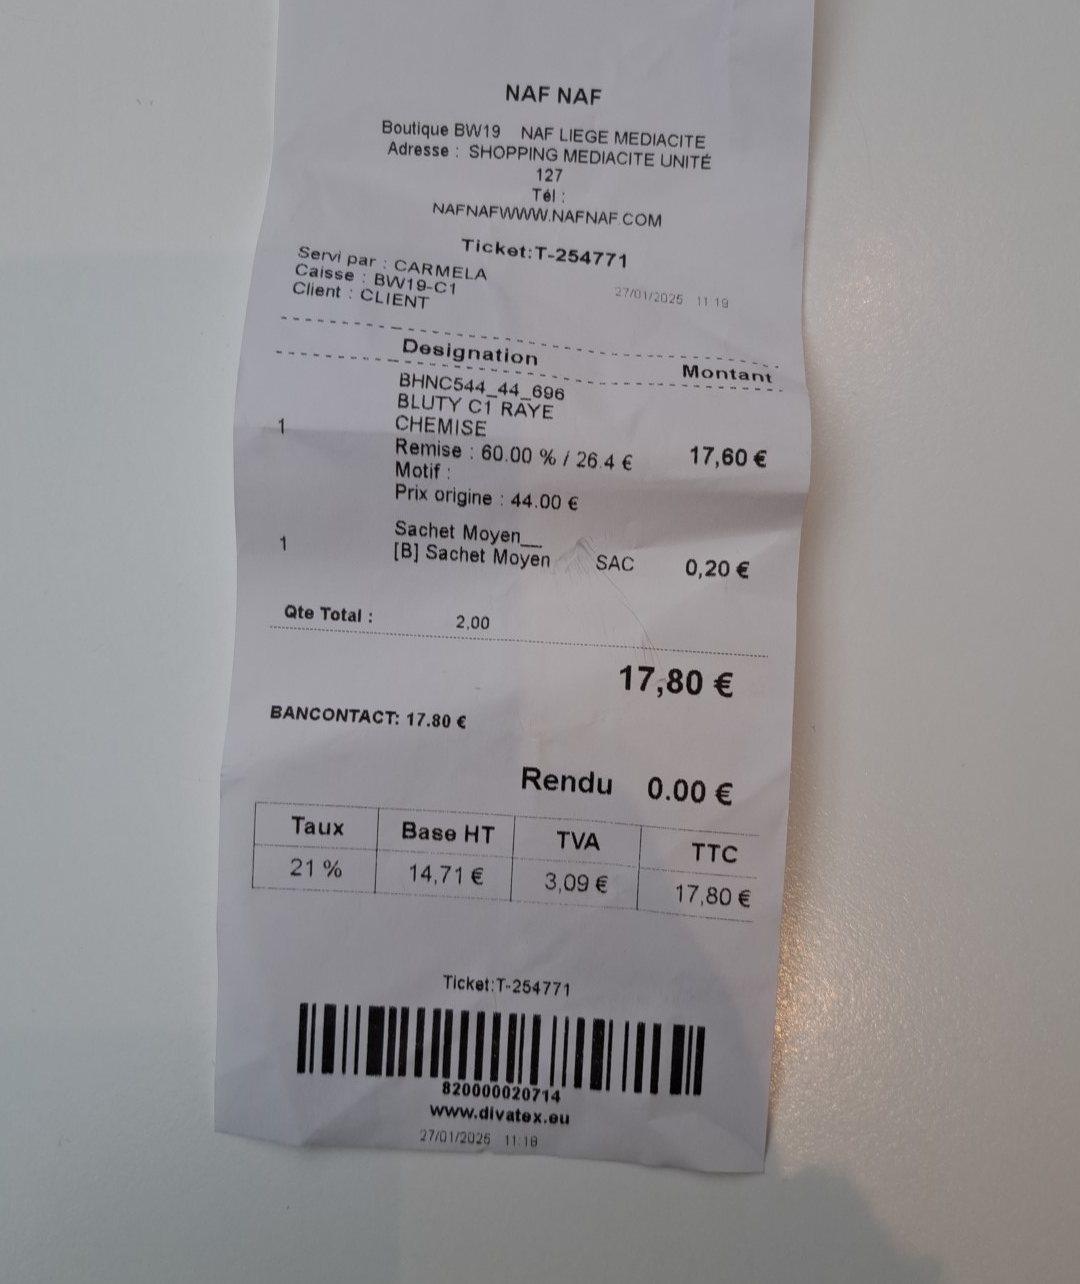 NAF NAF
Boutique BW19 NAF LIEGE MEDIACITE
Adresse : SHOPPING MEDIACITE UNITÉ
127
Tél :
NAFNAFWWW.NAFNAF.COM
Ticket:T-254771
Servi par : CARMELA
Caisse : BW19-C1
27/01/2025 11:19
Client : CLIENT
Designation Montant
BHNC544_44_696
BLUTY C1 RAYE
1 CHEMISE
Remise : 60.00 % / 26.4 € 17,60 €
Motif :
Prix origine : 44.00 €
Sachet Moyen__
1 [B] Sachet Moyen SAC 0,20 €
Qte Total : 2,00
17,80 €
BANCONTACT: 17.80 €
Rendu 0.00 €
Taux Base HT TVA TTC
21 % 14,71 € 3,09 € 17,80 €
Ticket:T-254771
820000020714
www.divatex.eu
27/01/2025 11:18